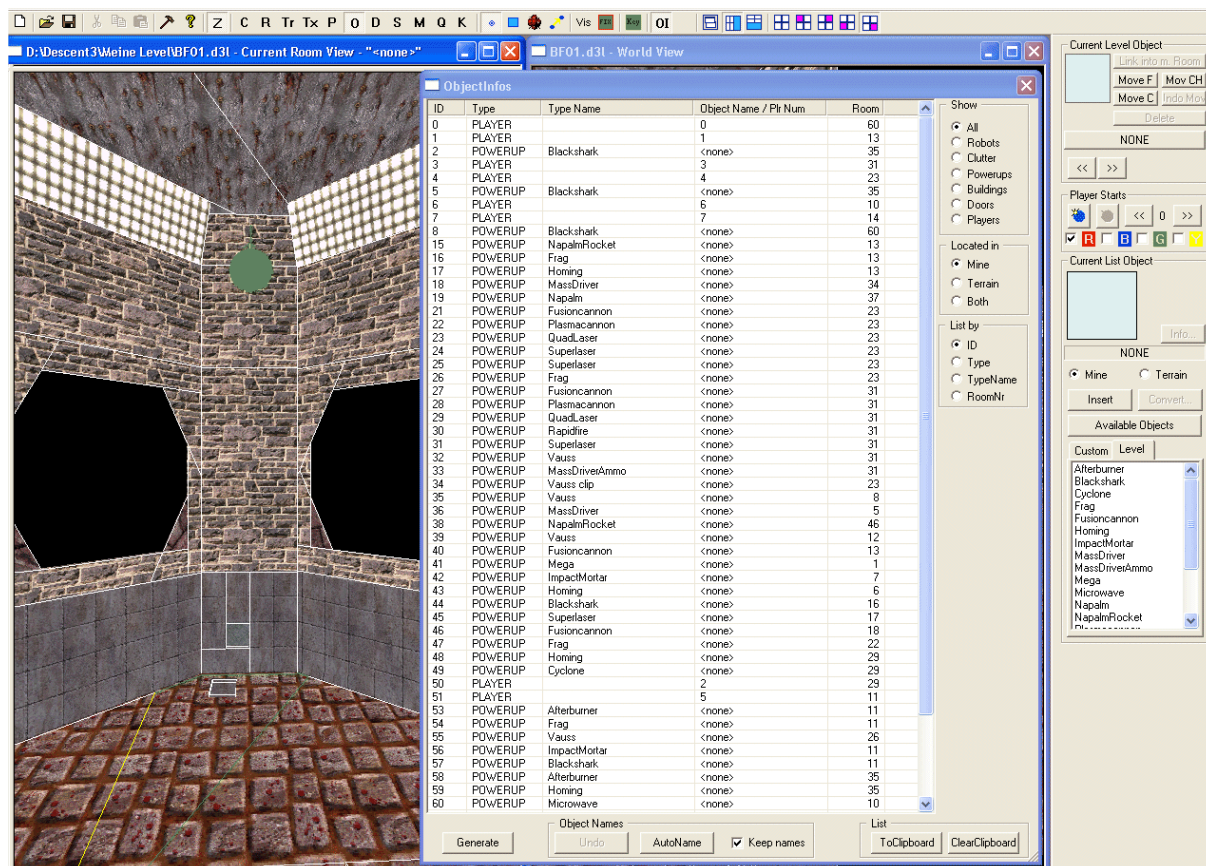 Z C R Tr Tx P O D S M Q K Vis FIX Key OI
D:\Descent3\Meine Level\BF01.d3l - Current Room View - "<none>"
BF01.d3l - World View
ObjectInfos
ID Type Type Name Object Name / Plr Num Room
0 PLAYER 0 60
1 PLAYER 1 13
2 POWERUP Blackshark <none> 35
3 PLAYER 3 31
4 PLAYER 4 23
5 POWERUP Blackshark <none> 35
6 PLAYER 6 10
7 PLAYER 7 14
8 POWERUP Blackshark <none> 60
15 POWERUP NapalmRocket <none> 13
16 POWERUP Frag <none> 13
17 POWERUP Homing <none> 13
18 POWERUP MassDriver <none> 34
19 POWERUP Napalm <none> 37
21 POWERUP Fusioncannon <none> 23
22 POWERUP Plasmacannon <none> 23
23 POWERUP QuadLaser <none> 23
24 POWERUP Superlaser <none> 23
25 POWERUP Superlaser <none> 23
26 POWERUP Frag <none> 23
27 POWERUP Fusioncannon <none> 31
28 POWERUP Plasmacannon <none> 31
29 POWERUP QuadLaser <none> 31
30 POWERUP Rapidfire <none> 31
31 POWERUP Superlaser <none> 31
32 POWERUP Vauss <none> 31
33 POWERUP MassDriverAmmo <none> 31
34 POWERUP Vauss clip <none> 23
35 POWERUP Vauss <none> 8
36 POWERUP MassDriver <none> 5
38 POWERUP NapalmRocket <none> 46
39 POWERUP Vauss <none> 12
40 POWERUP Fusioncannon <none> 13
41 POWERUP Mega <none> 1
42 POWERUP ImpactMortar <none> 7
43 POWERUP Homing <none> 6
44 POWERUP Blackshark <none> 16
45 POWERUP Superlaser <none> 17
46 POWERUP Fusioncannon <none> 18
47 POWERUP Frag <none> 22
48 POWERUP Homing <none> 29
49 POWERUP Cyclone <none> 29
50 PLAYER 2 29
51 PLAYER 5 11
53 POWERUP Afterburner <none> 11
54 POWERUP Frag <none> 11
55 POWERUP Vauss <none> 26
56 POWERUP ImpactMortar <none> 11
57 POWERUP Blackshark <none> 11
58 POWERUP Afterburner <none> 35
59 POWERUP Homing <none> 35
60 POWERUP Microwave <none> 10
Show
All
Robots
Clutter
Powerups
Buildings
Doors
Players
Located in
Mine
Terrain
Both
List by
ID
Type
TypeName
RoomNr
Generate
Object Names
Undo AutoName Keep names
List
ToClipboard ClearClipboard
Current Level Object
Link into m. Room
Move F Mov CH
Move C Indo Mov
Delete
NONE
<< >>
Player Starts
<< 0 >>
R B G Y
Current List Object
Info...
NONE
Mine Terrain
Insert Convert...
Available Objects
Custom Level
Afterburner
Blackshark
Cyclone
Frag
Fusioncannon
Homing
ImpactMortar
MassDriver
MassDriverAmmo
Mega
Microwave
Napalm
NapalmRocket
Plasmacannon